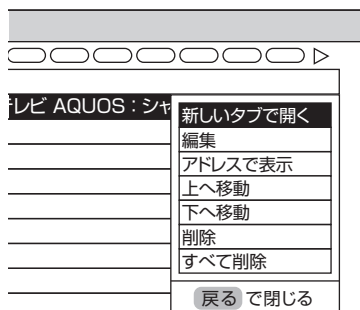 テレビ AQUOS：シャ
新しいタブで開く
編集
アドレスで表示
上へ移動
下へ移動
削除
すべて削除
戻る で閉じる